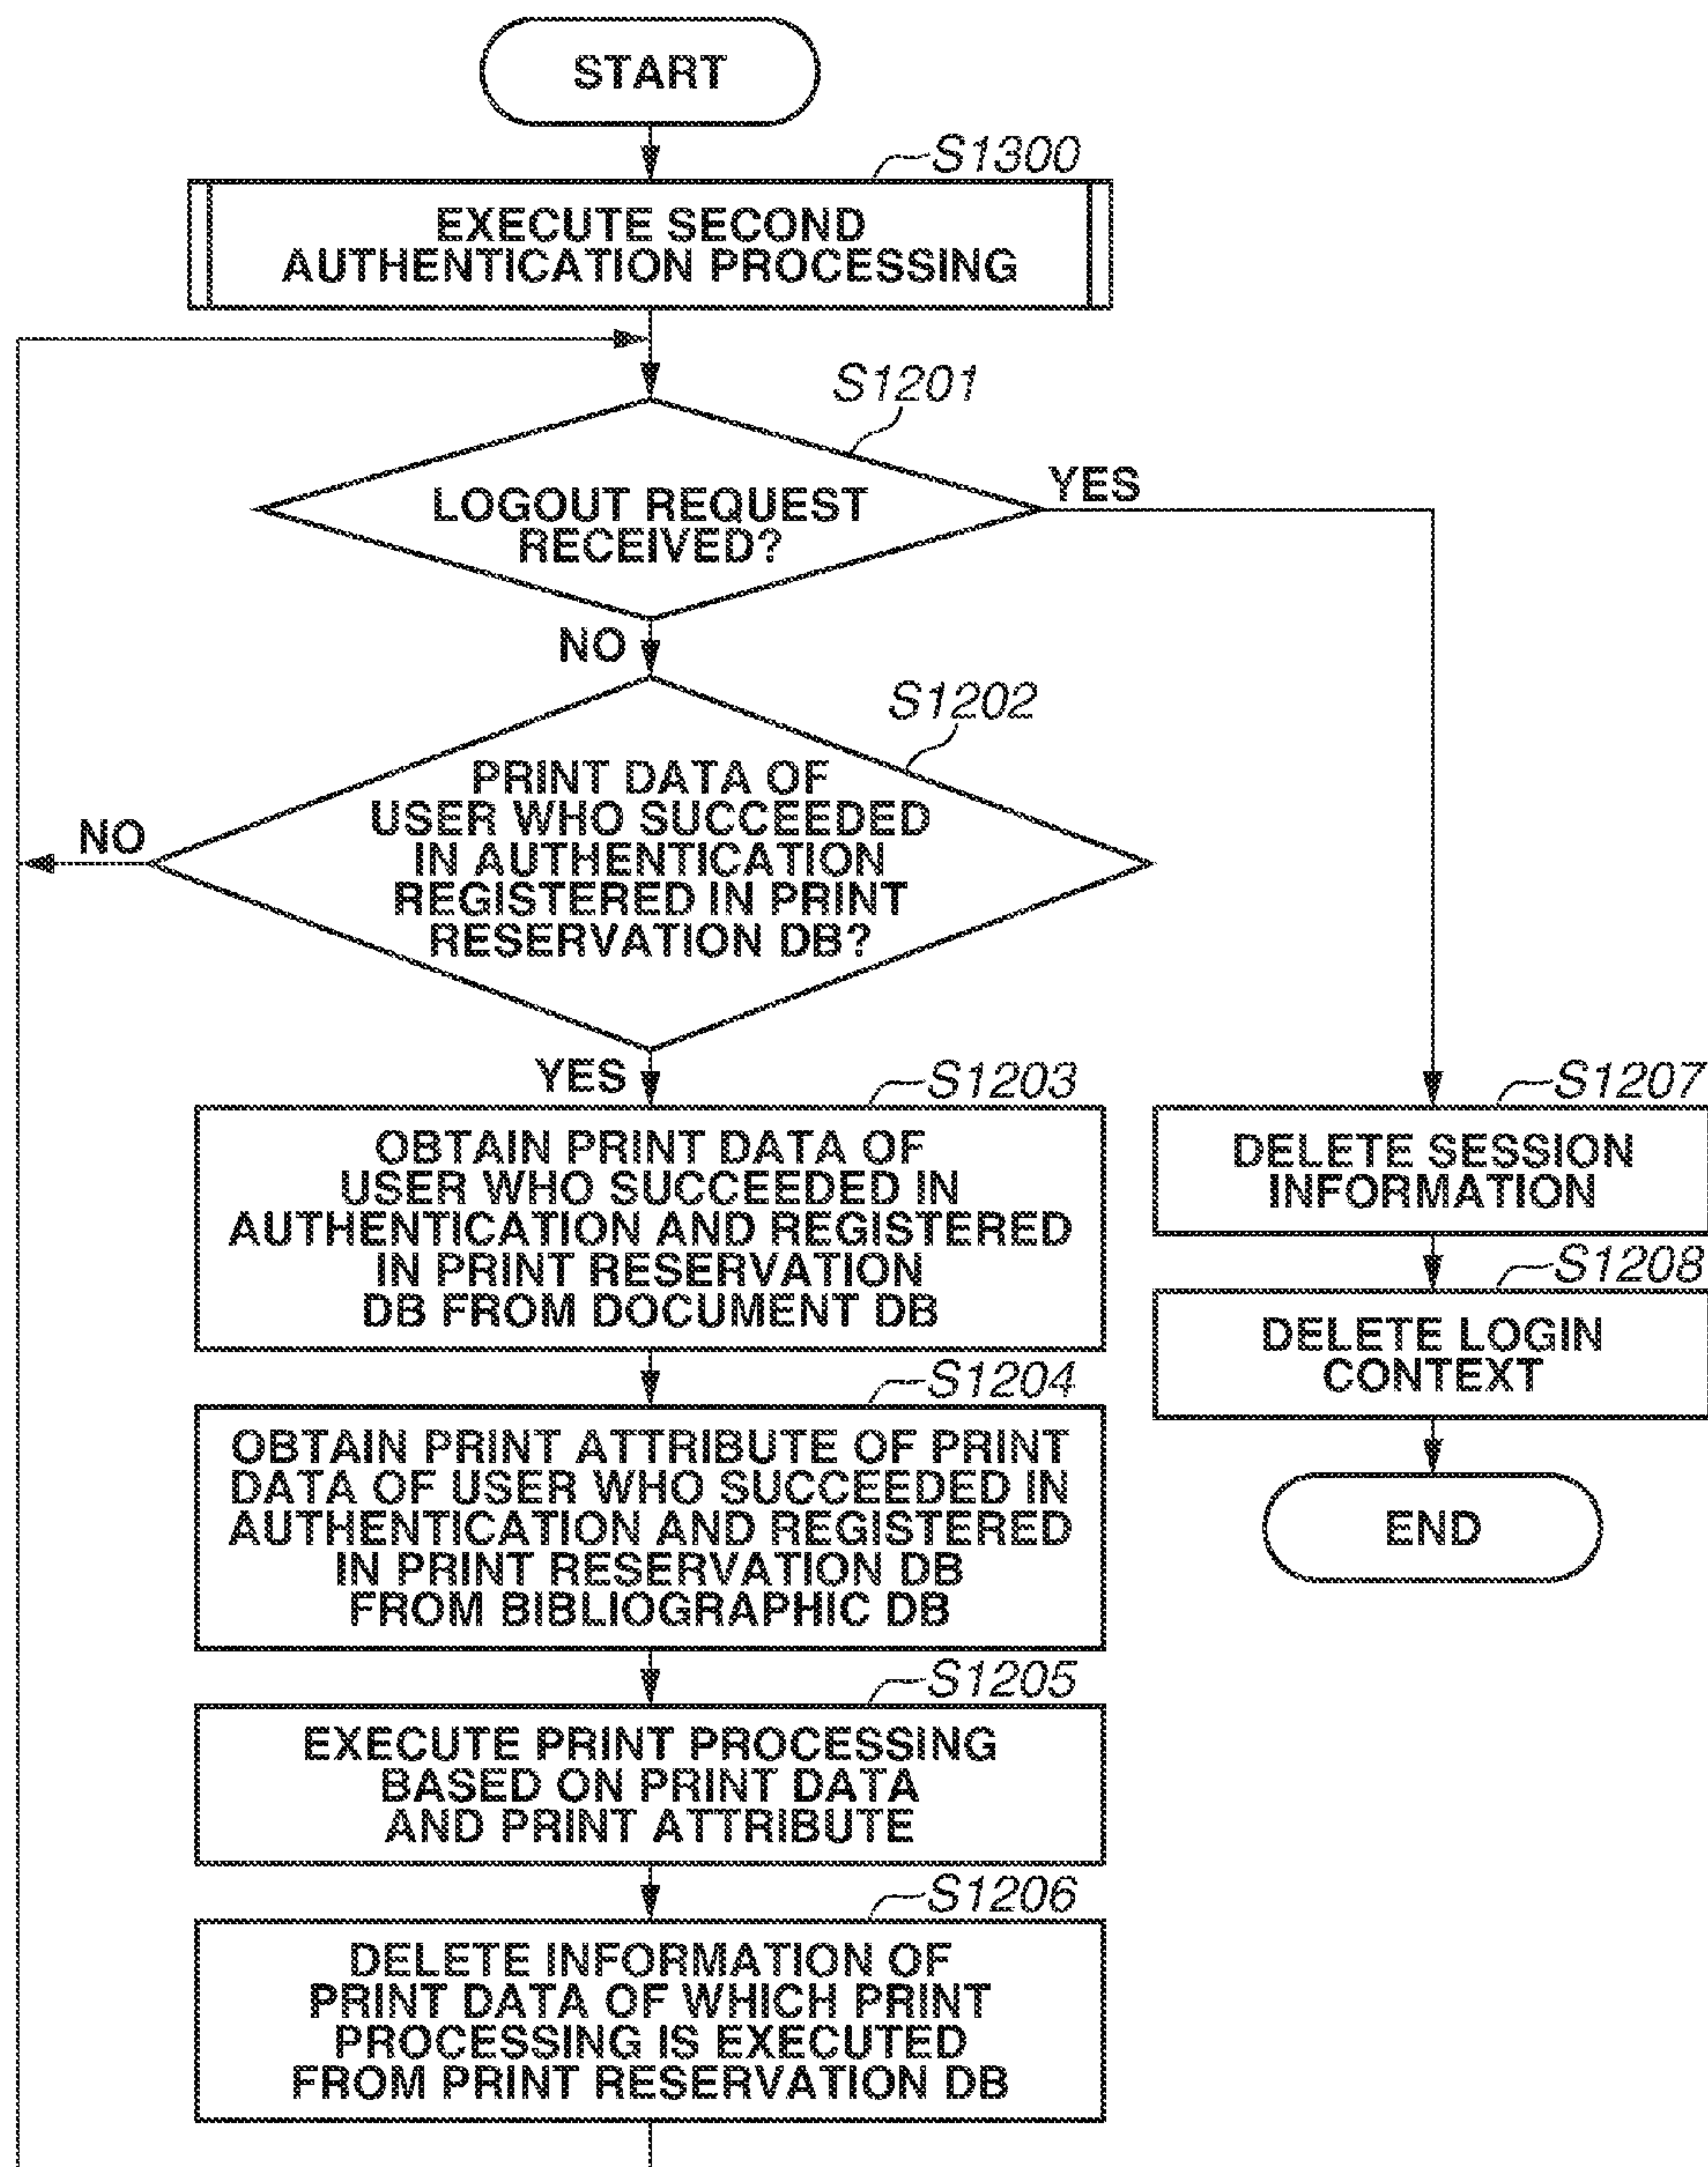 START
S1300
EXECUTE SECOND
AUTHENTICATION PROCESSING
S1201
LOGOUT REQUEST
RECEIVED?
YES
NO
S1202
PRINT DATA OF
USER WHO SUCCEEDED
IN AUTHENTICATION
REGISTERED IN PRINT
RESERVATION DB?
NO
YES
S1203
OBTAIN PRINT DATA OF
USER WHO SUCCEEDED IN
AUTHENTICATION AND REGISTERED
IN PRINT RESERVATION
DB FROM DOCUMENT DB
S1204
OBTAIN PRINT ATTRIBUTE OF PRINT
DATA OF USER WHO SUCCEEDED IN
AUTHENTICATION AND REGISTERED
IN PRINT RESERVATION DB
FROM BIBLIOGRAPHIC DB
S1205
EXECUTE PRINT PROCESSING
BASED ON PRINT DATA
AND PRINT ATTRIBUTE
S1206
DELETE INFORMATION OF
PRINT DATA OF WHICH PRINT
PROCESSING IS EXECUTED
FROM PRINT RESERVATION DB
S1207
DELETE SESSION
INFORMATION
S1208
DELETE LOGIN
CONTEXT
END